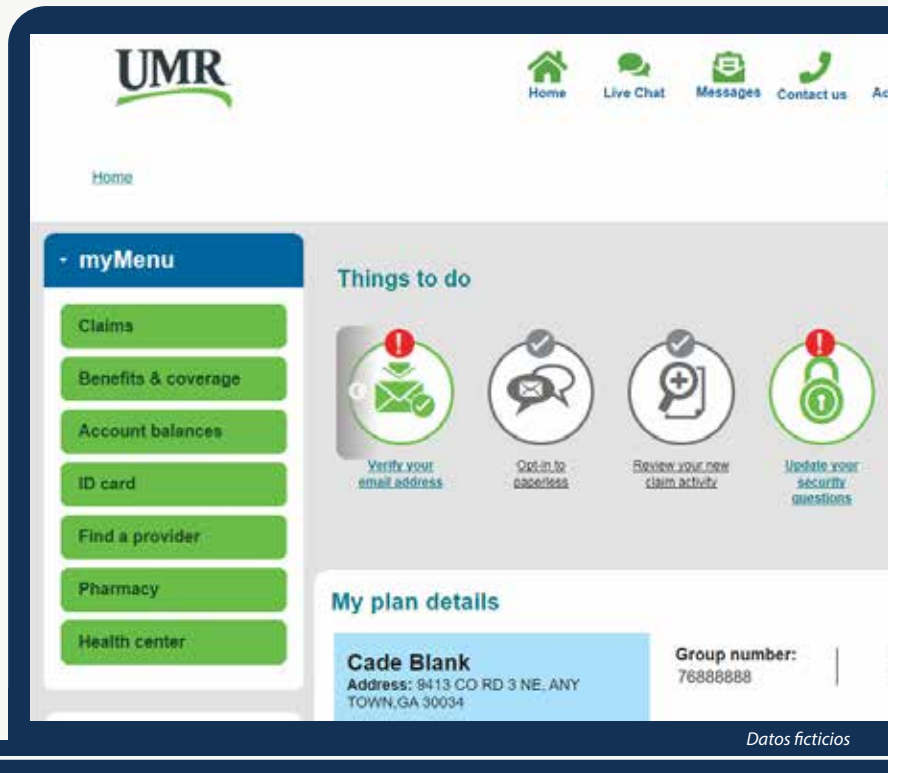 UMR
Home
Live Chat
Messages
Contact us
Ac
Home
myMenu
Claims
Benefits & coverage
Account balances
ID card
Find a provider
Pharmacy
Health center
Things to do
Verify your
email address
Opt-in to
paperless
Review your new
claim activity
Update your
security
questions
My plan details
Cade Blank
Address: 9413 CO RD 3 NE, ANY
TOWN,GA 30034
Group number:
76888888
Datos ficticios